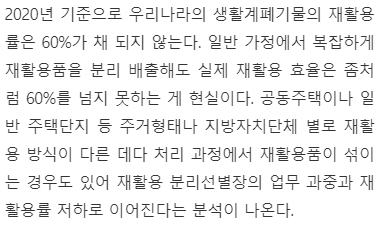 2020년 기준으로 우리나라의 생활계폐기물의 재활용
률은 60%가 채 되지 않는다. 일반 가정에서 복잡하게
재활용품을 분리 배출해도 실제 재활용 효율은 좀처
럼 60%를 넘지 못하는 게 현실이다. 공동주택이나 일
반 주택단지 등 주거형태나 지방자치단체 별로 재활
용 방식이 다른 데다 처리 과정에서 재활용품이 섞이
는 경우도 있어 재활용 분리선별장의 업무 과중과 재
활용률 저하로 이어진다는 분석이 나온다.